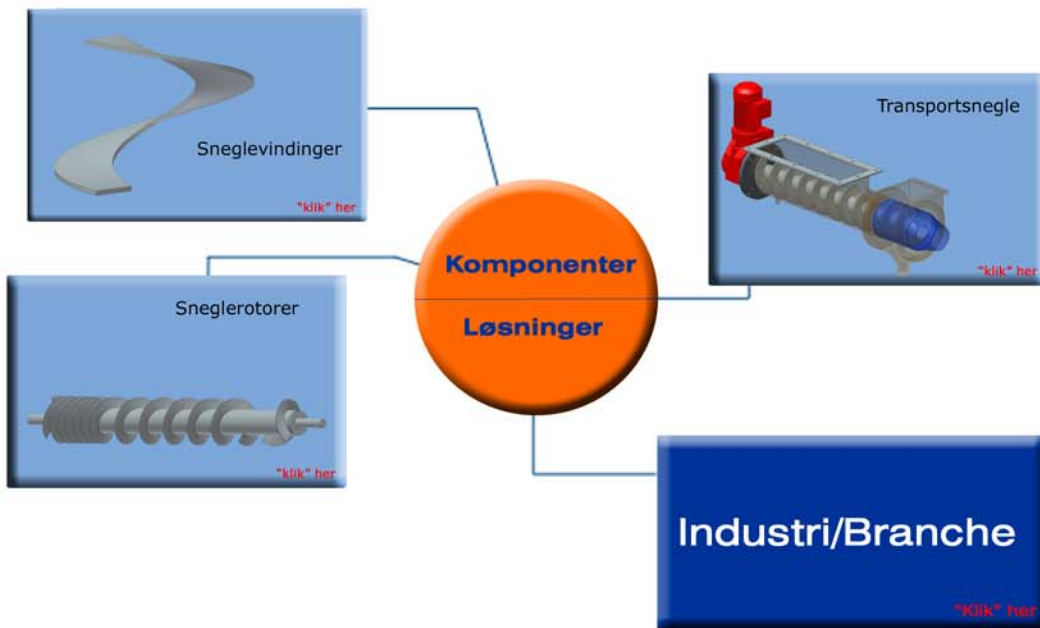 Sneglevindinger
"klik" her
Transportsnegle
"klik" her
Komponenter
Løsninger
Sneglerotorer
"klik" her
Industri/Branche
"Klik" her